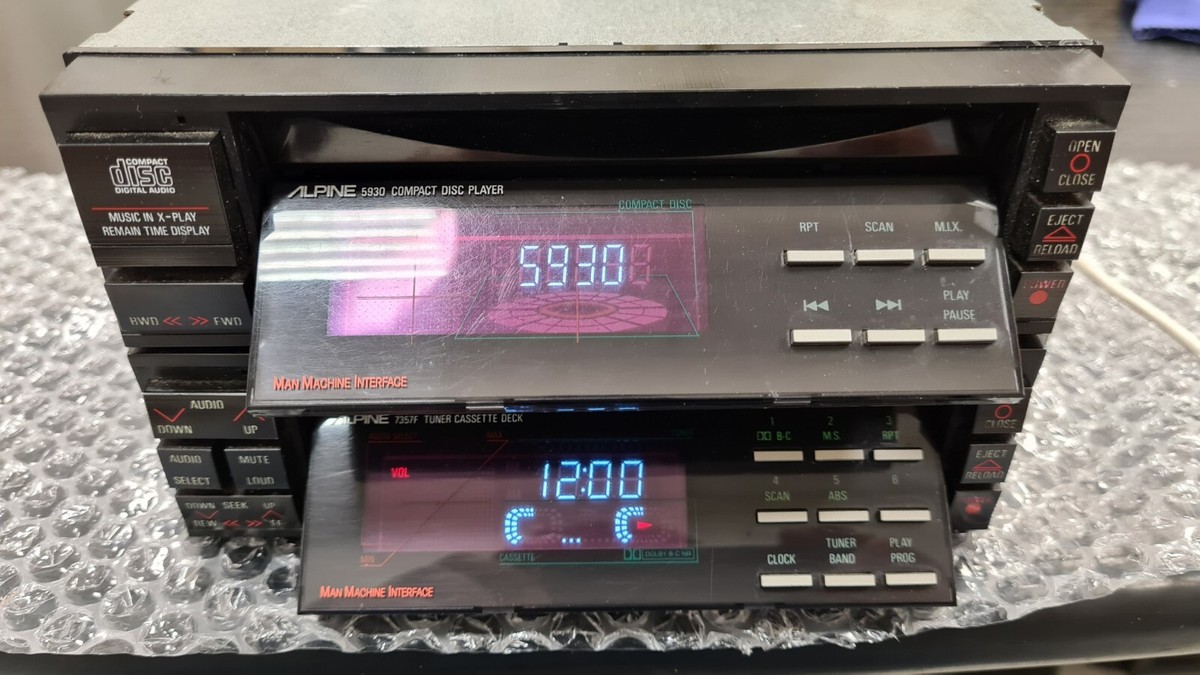 COMPACT
disc
DIGITAL AUDIO
MUSIC IN X-PLAY
REMAIN TIME DISPLAY
RWD FWD
ALPINE 5930 COMPACT DISC PLAYER
COMPACT DISC
5930
RPT SCAN M.I.X.
PLAY
PAUSE
MAN MACHINE INTERFACE
OPEN
CLOSE
EJECT
RELOAD
POWER
AUDIO
DOWN UP
AUDIO
SELECT
MUTE
LOUD
DOWN SEEK UP
REW FF
ALPINE 7357F TUNER CASSETTE DECK
MAX
VOL
12:00
MIN
CASSETTE
DOLBY B·C NR
MAN MACHINE INTERFACE
1 2 3
B·C M.S. RPT
4 5 6
SCAN ABS
CLOCK
TUNER
BAND
PLAY
PROG
CLOSE
EJECT
RELOAD